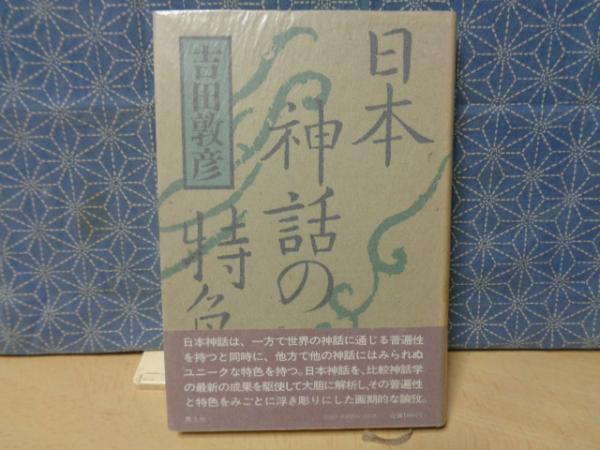 日本
神話の
特色
吉田敦彦
日本神話は、一方で世界の神話に通じる普遍性
を持つと同時に、他方で他の神話にはみられぬ
ユニークな特色を持つ。日本神話を、比較神話学
の最新の成果を駆使して大胆に解析し、その普遍性
と特色をみごとに浮き彫りにした画期的な論攷。
青土社